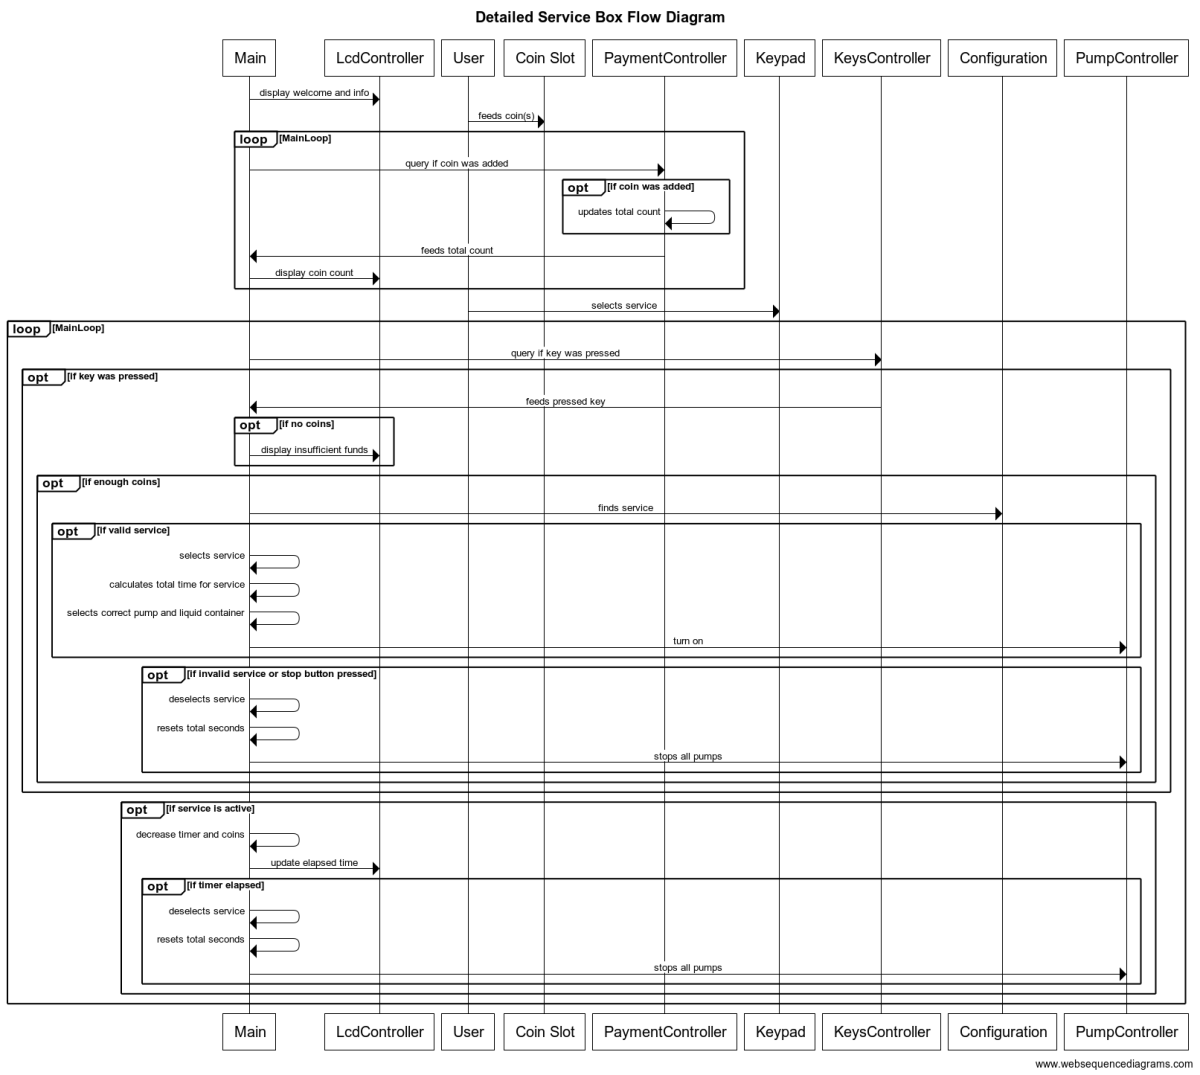 Detailed Service Box Flow Diagram
Main LcdController User Coin Slot PaymentController Keypad KeysController Configuration PumpController
display welcome and info
feeds coin(s)
loop [MainLoop]
query if coin was added
opt [if coin was added]
updates total count
feeds total count
display coin count
selects service
loop [MainLoop]
query if key was pressed
opt [if key was pressed]
feeds pressed key
opt [if no coins]
display insufficient funds
opt [if enough coins]
finds service
opt [if valid service]
selects service
calculates total time for service
selects correct pump and liquid container
turn on
opt [if invalid service or stop button pressed]
deselects service
resets total seconds
stops all pumps
opt [if service is active]
decrease timer and coins
update elapsed time
opt [if timer elapsed]
deselects service
resets total seconds
stops all pumps
Main LcdController User Coin Slot PaymentController Keypad KeysController Configuration PumpController
www.websequencediagrams.com